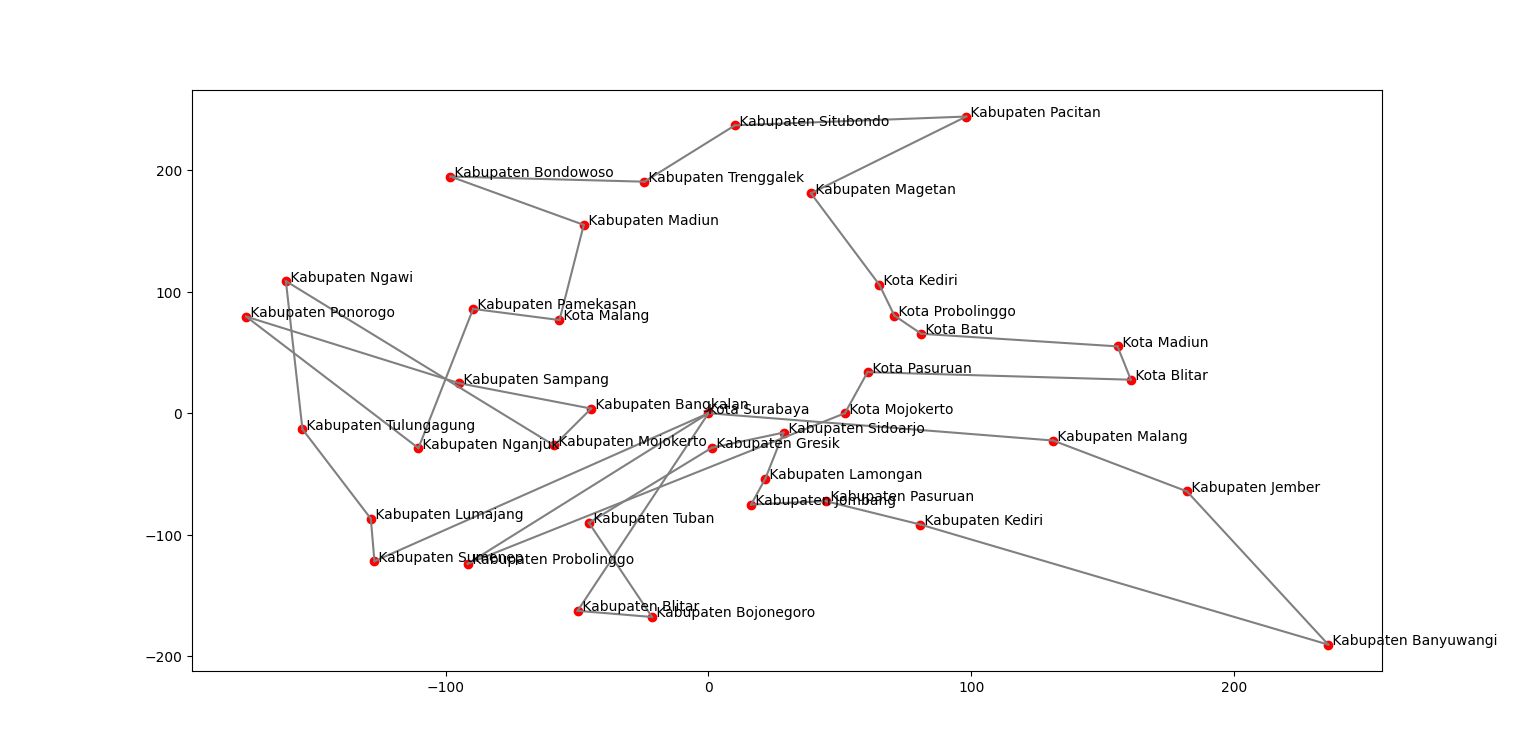 Kabupaten Pacitan
Kabupaten Situbondo
200
Kabupaten Bondowoso
Kabupaten Trenggalek
Kabupaten Magetan
Kabupaten Madiun
Kabupaten Ngawi
Kota Kediri
100
Kabupaten Pamekasan
Kabupaten Ponorogo
Kota Malang
Kota Probolinggo
Kota Batu
Kota Madiun
Kota Pasuruan
Kota Blitar
Kabupaten Sampang
Kabupaten Bangkalan
0
Kota Surabaya
Kota Mojokerto
Kabupaten Tulungagung
Kabupaten Sidoarjo
Kabupaten Malang
Kabupaten Nganjuk
Kabupaten Mojokerto
Kabupaten Gresik
Kabupaten Lamongan
Kabupaten Jember
Kabupaten Jombang
Kabupaten Pasuruan
Kabupaten Lumajang
Kabupaten Tuban
Kabupaten Kediri
−100
Kabupaten Sumenep
Kabupaten Probolinggo
Kabupaten Blitar
Kabupaten Bojonegoro
Kabupaten Banyuwangi
−200
−100
0
100
200